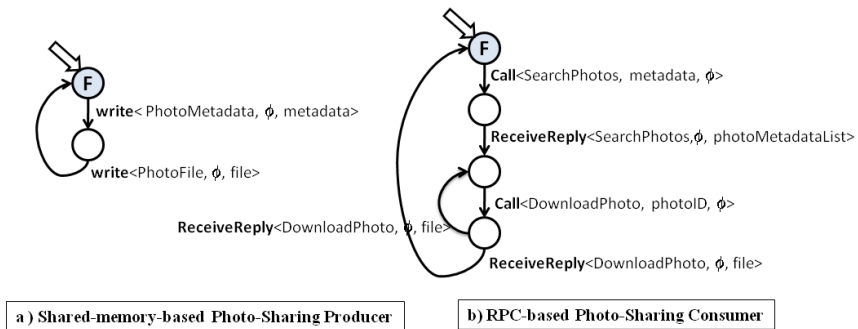 F
write< PhotoMetadata, ϕ, metadata>
write<PhotoFile, ϕ, file>
a ) Shared-memory-based Photo-Sharing Producer
F
Call<SearchPhotos, metadata, ϕ>
ReceiveReply<SearchPhotos,ϕ, photoMetadataList>
Call<DownloadPhoto, photoID, ϕ>
ReceiveReply<DownloadPhoto, ϕ, file>
ReceiveReply<DownloadPhoto, ϕ, file>
b) RPC-based Photo-Sharing Consumer